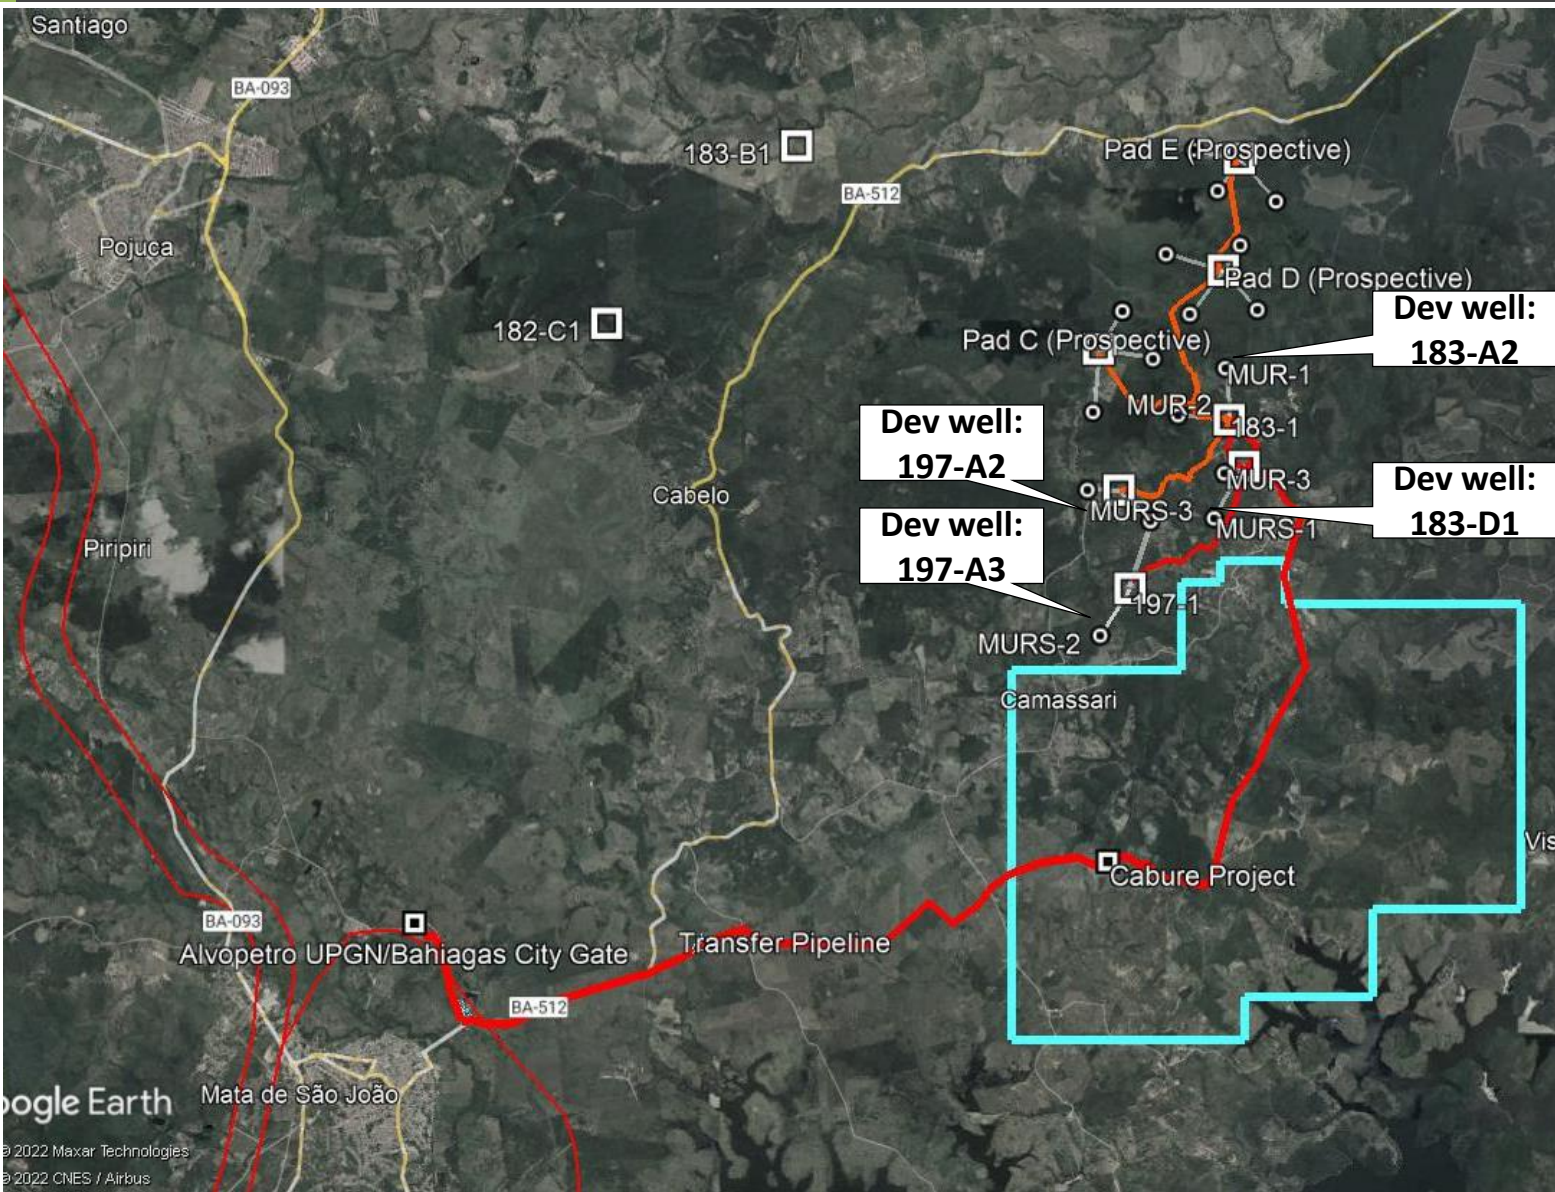 Santiago
BA-093
183-B1
Pad E (Prospective)
BA-512
Pojuca
Pad D (Prospective)
182-C1
Pad C (Prospective)
Dev well:
183-A2
MUR-1
MUR-2
183-1
Dev well:
197-A2
MUR-3
Dev well:
183-D1
Cabelo
MURS-3
MURS-1
Dev well:
197-A3
Piripiri
197-1
MURS-2
Camassari
Vis
Cabure Project
BA-093
Transfer Pipeline
Alvopetro UPGN/Bahiagas City Gate
BA-512
Mata de São João
oogle Earth
© 2022 Maxar Technologies
© 2022 CNES / Airbus